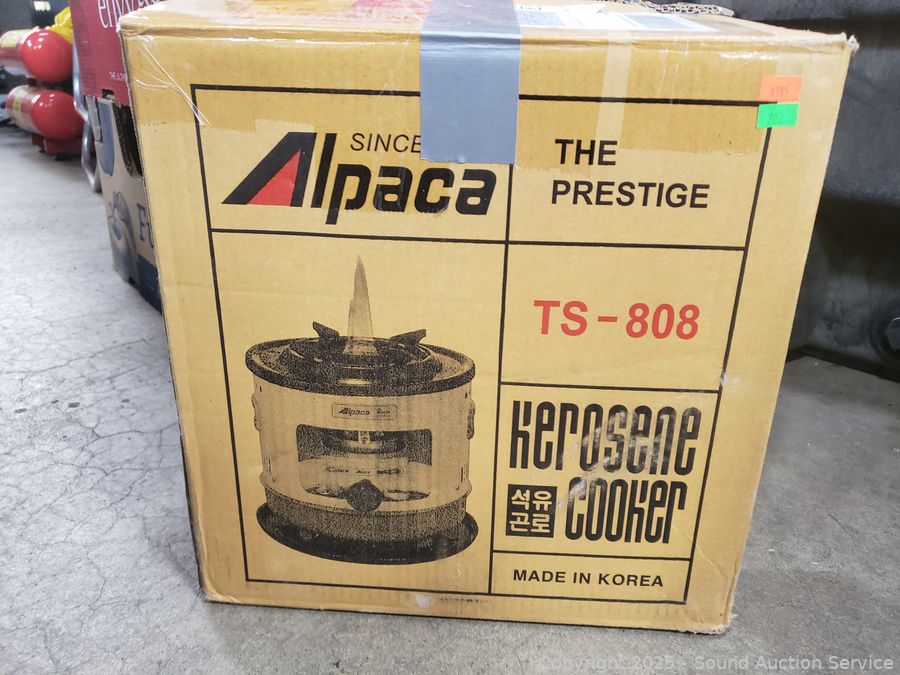 SINCE
Alpaca
THE
PRESTIGE
TS-808
Alpaca
Kerosene
석유
곤로
Cooker
MADE IN KOREA
Copyright 2025 - Sound Auction Service